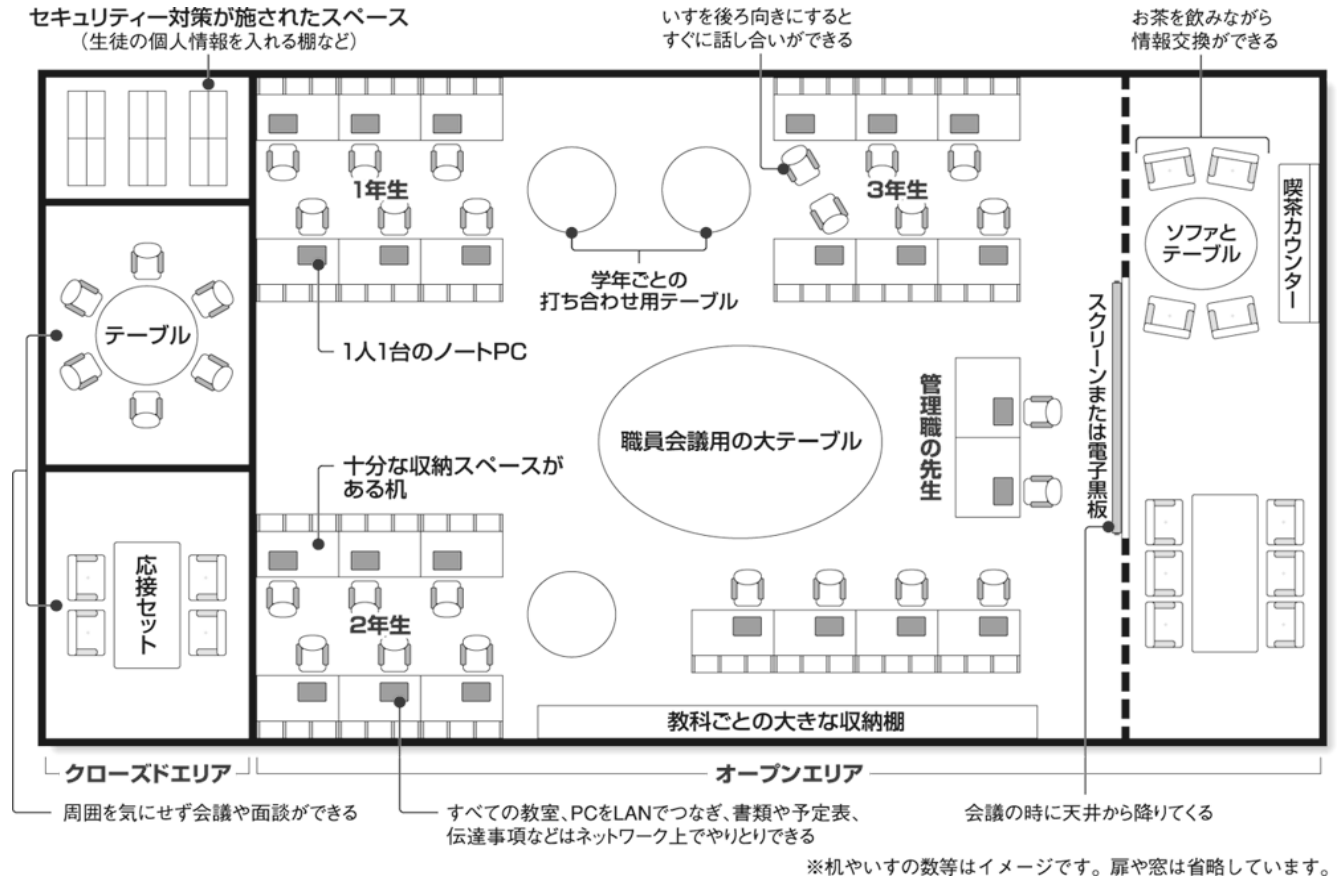 セキュリティー対策が施されたスペース
（生徒の個人情報を入れる棚など）
いすを後ろ向きにすると
すぐに話し合いができる
お茶を飲みながら
情報交換ができる
1年生
3年生
喫茶カウンター
ソファと
テーブル
学年ごとの
打ち合わせ用テーブル
テーブル
1人1台のノートPC
スクリーンまたは電子黒板
管理職の先生
職員会議用の大テーブル
十分な収納スペースが
ある机
応接セット
2年生
教科ごとの大きな収納棚
クローズドエリア
オープンエリア
周囲を気にせず会議や面談ができる
すべての教室、PCをLANでつなぎ、書類や予定表、
伝達事項などはネットワーク上でやりとりできる
会議の時に天井から降りてくる
※机やいすの数等はイメージです。扉や窓は省略しています。